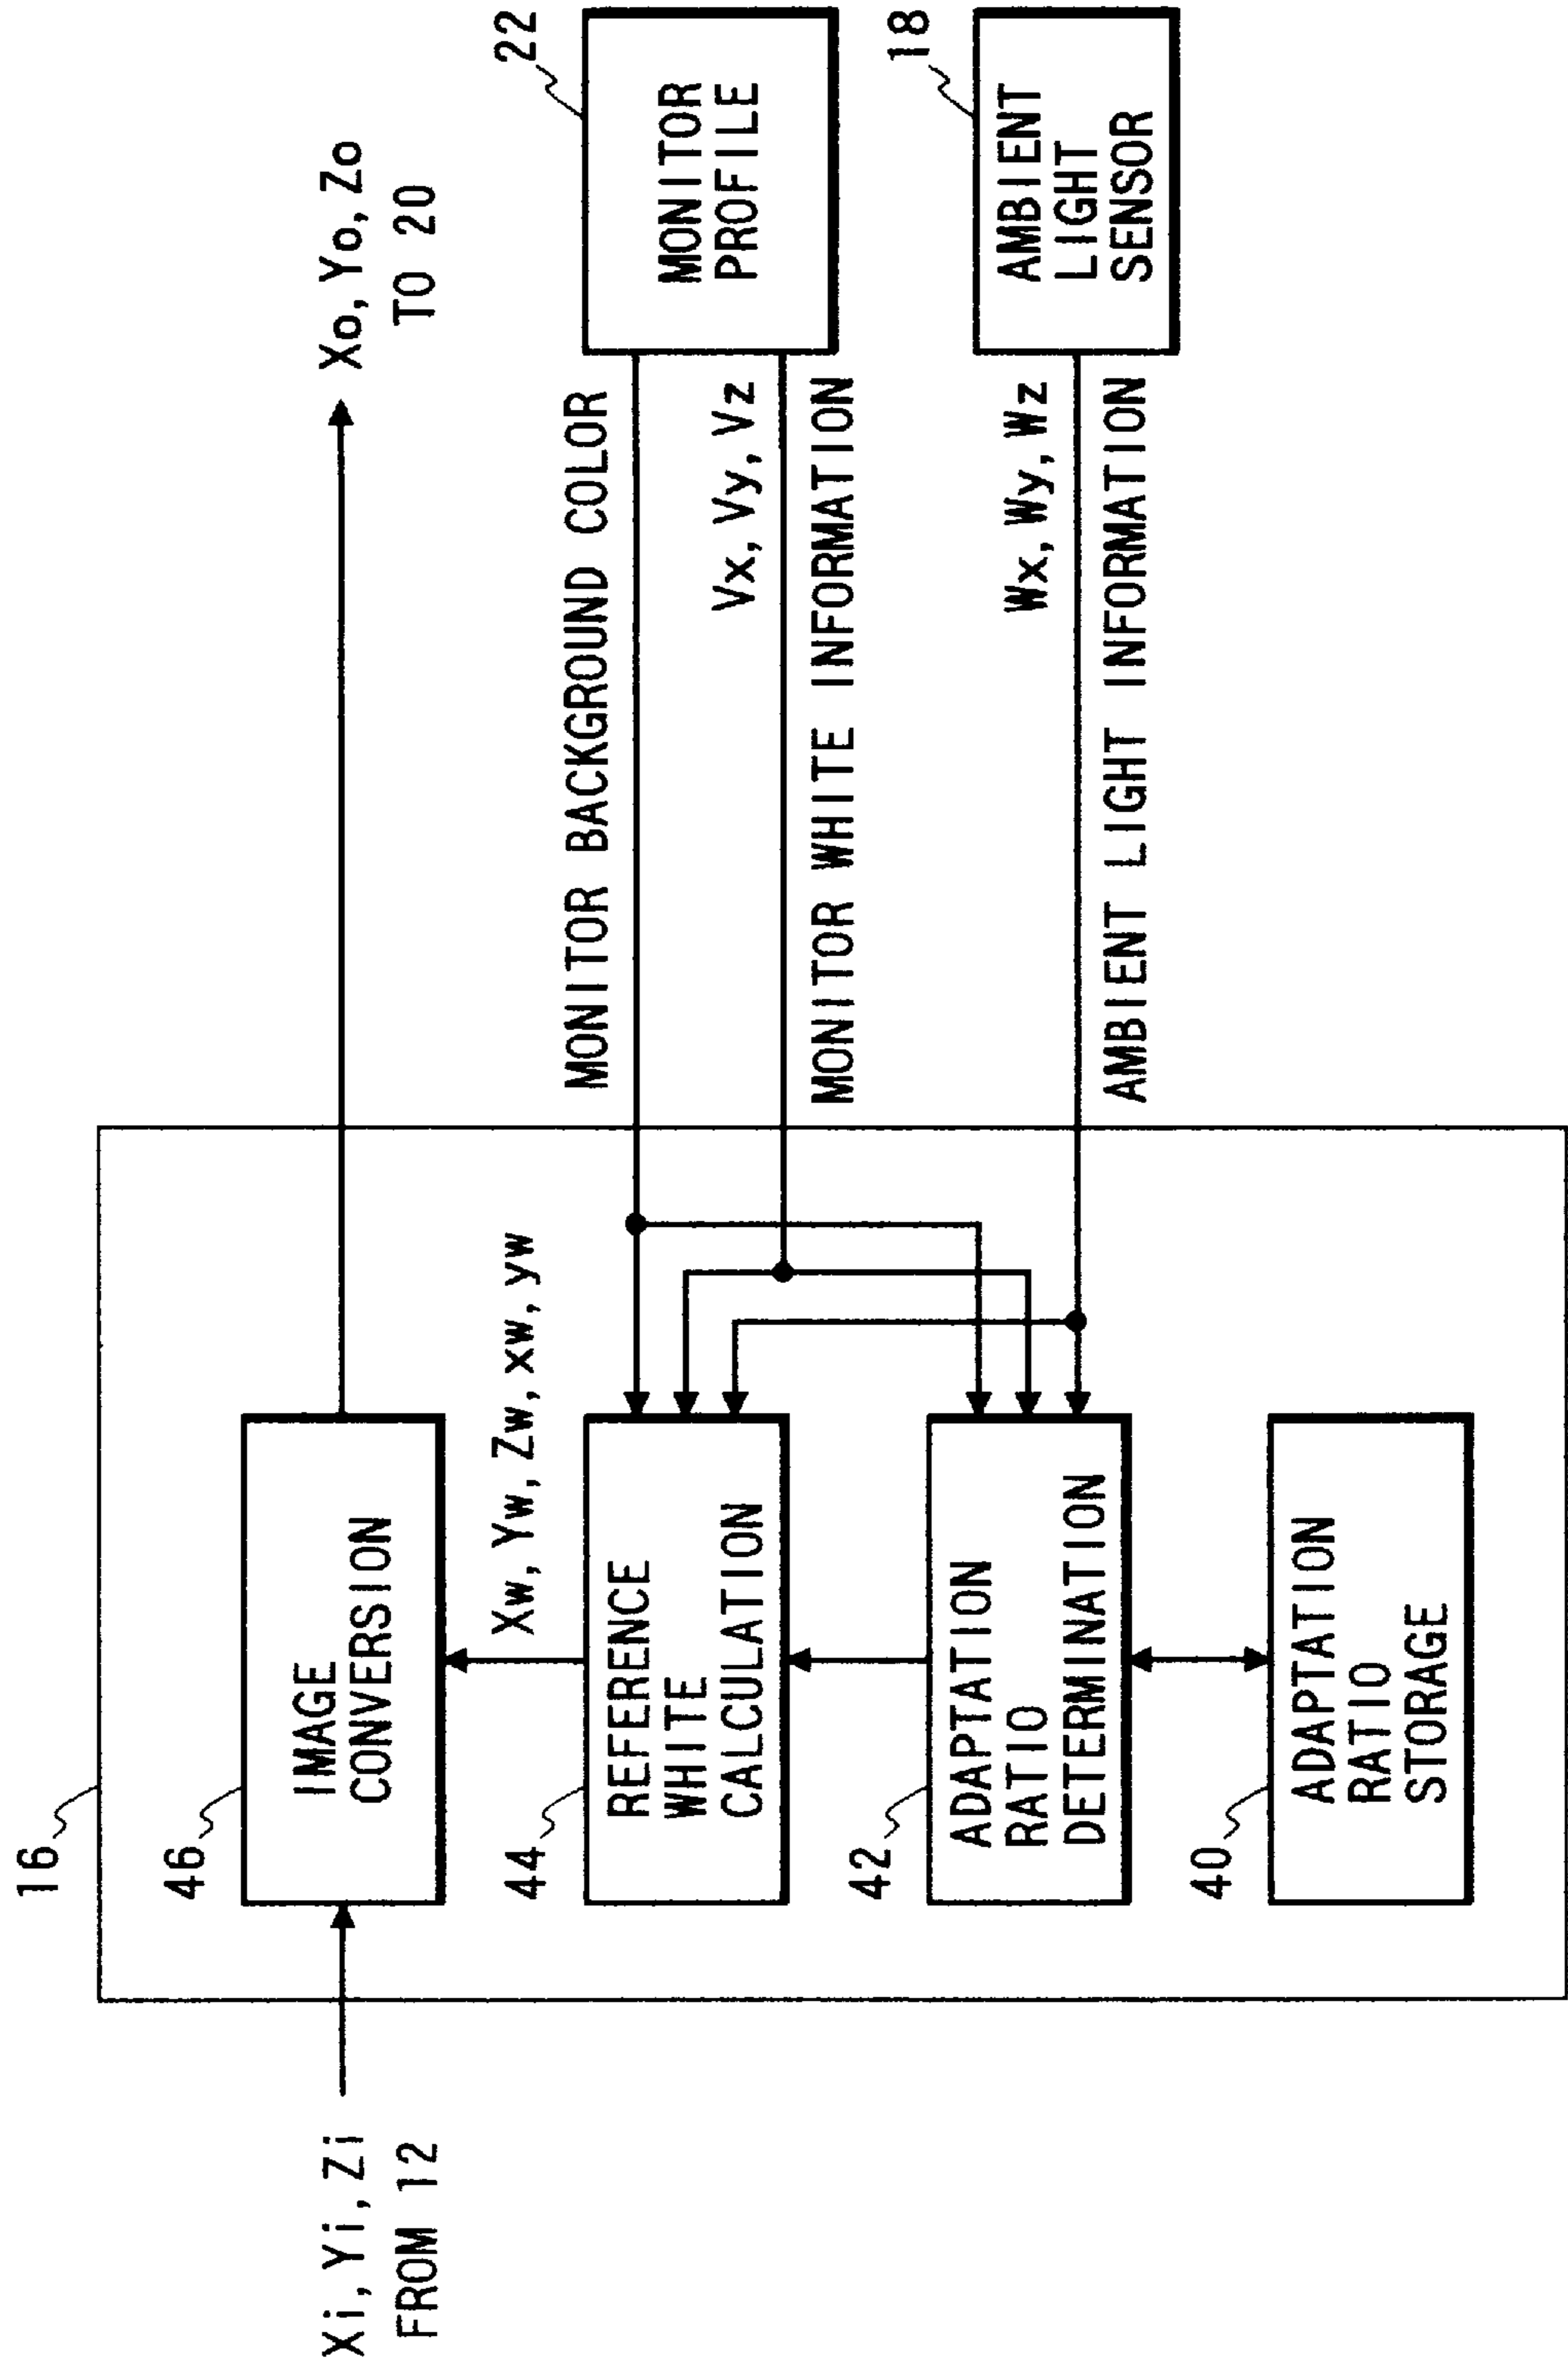 16
Xi, Yi, Zi
FROM 12
46
IMAGE
CONVERSION
Xo, Yo, Zo
TO 20
Xw, Yw, Zw, xw, yw
44
REFERENCE
WHITE
CALCULATION
MONITOR BACKGROUND COLOR
Vx, Vy, Vz
MONITOR WHITE INFORMATION
22
MONITOR
PROFILE
42
ADAPTATION
RATIO
DETERMINATION
Wx, Wy, Wz
AMBIENT LIGHT INFORMATION
18
AMBIENT
LIGHT
SENSOR
40
ADAPTATION
RATIO
STORAGE